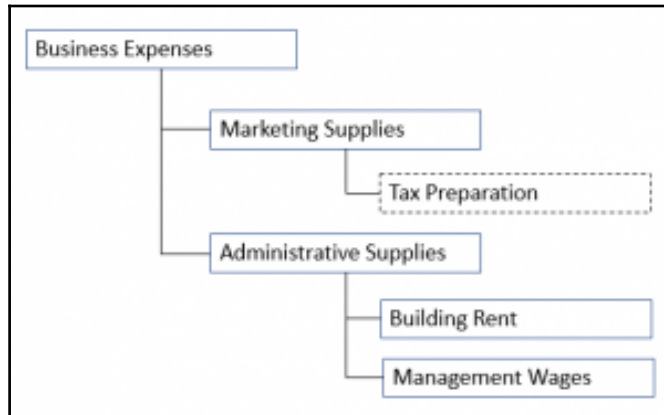 Business Expenses
Marketing Supplies
Tax Preparation
Administrative Supplies
Building Rent
Management Wages